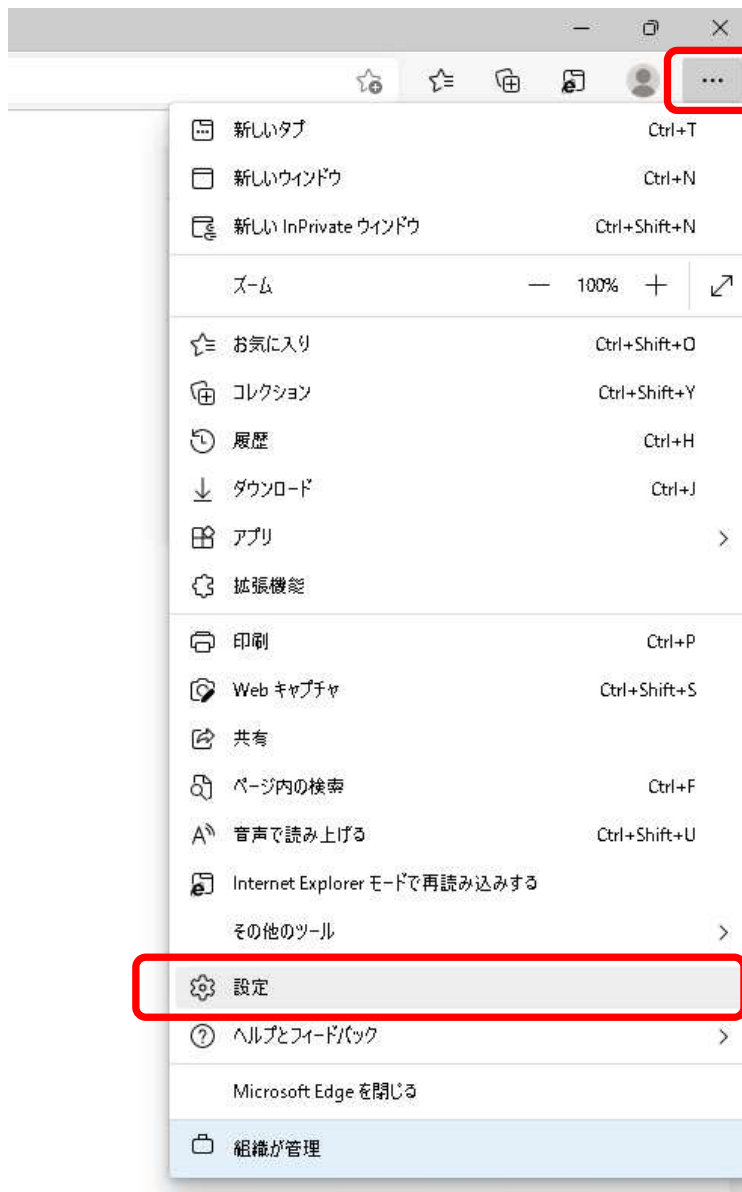 新しいタブ Ctrl+T
新しいウィンドウ Ctrl+N
新しい InPrivate ウィンドウ Ctrl+Shift+N
ズーム 100%
お気に入り Ctrl+Shift+O
コレクション Ctrl+Shift+Y
履歴 Ctrl+H
ダウンロード Ctrl+J
アプリ
拡張機能
印刷 Ctrl+P
Web キャプチャ Ctrl+Shift+S
共有
ページ内の検索 Ctrl+F
音声で読み上げる Ctrl+Shift+U
Internet Explorer モードで再読み込みする
その他のツール
設定
ヘルプとフィードバック
Microsoft Edge を閉じる
組織が管理